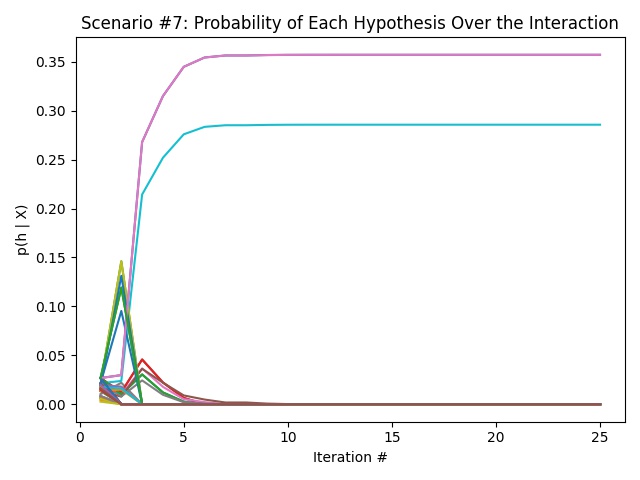 Scenario #7: Probability of Each Hypothesis Over the Interaction
p(h | X)
0.35
0.30
0.25
0.20
0.15
0.10
0.05
0.00
0 5 10 15 20 25
Iteration #